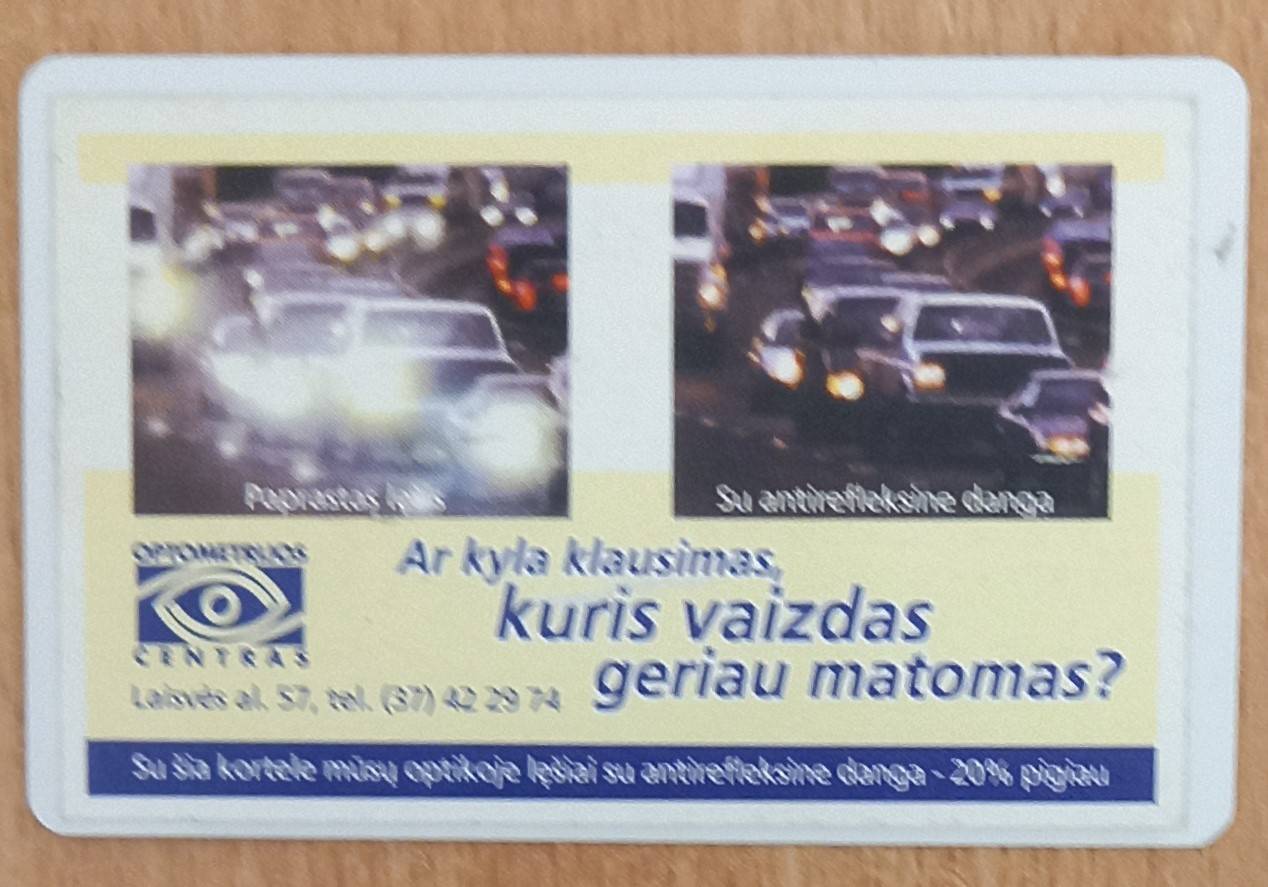 Paprastas lęšis
Su antirefleksine danga
OPTOMETRIJOS
CENTRAS
Laisvės al. 57, tel. (37) 42 29 74
Ar kyla klausimas,
kuris vaizdas
geriau matomas?
Su šia kortele mūsų optikoje lęšiai su antirefleksine danga - 20% pigiau